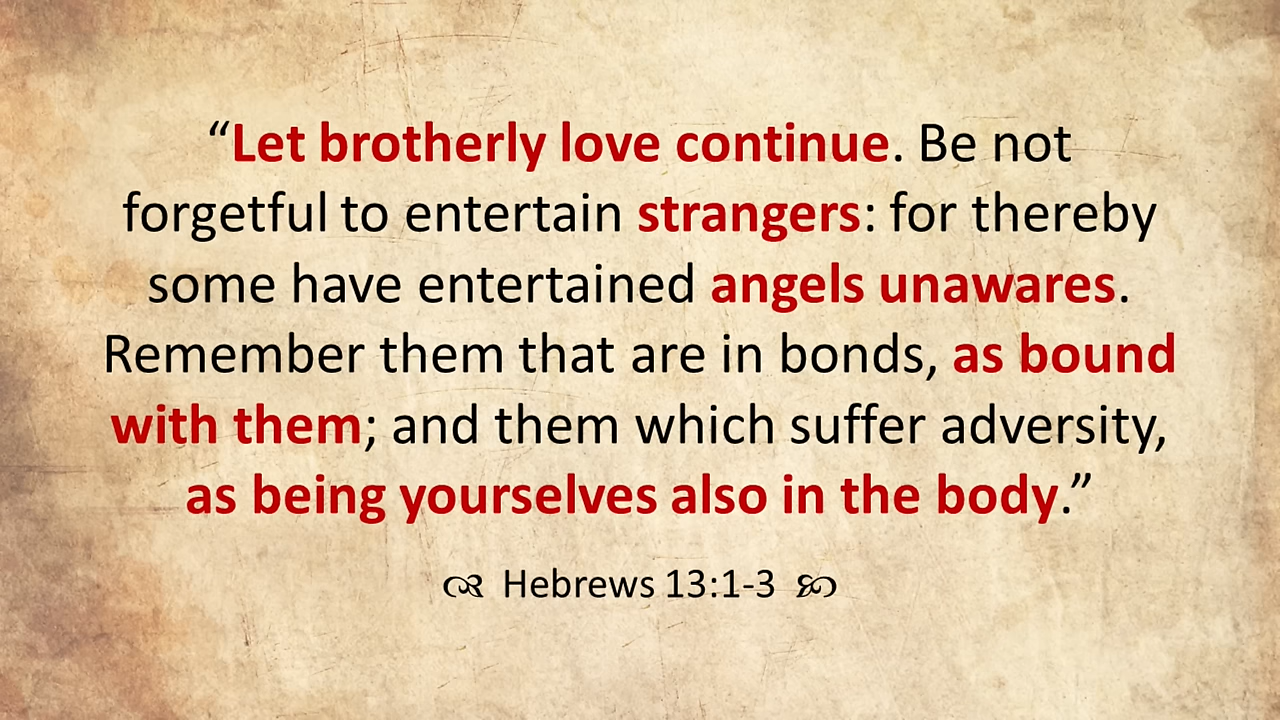 “Let brotherly love continue. Be not
forgetful to entertain strangers: for thereby
some have entertained angels unawares.
Remember them that are in bonds, as bound
with them; and them which suffer adversity,
as being yourselves also in the body.”
Hebrews 13:1-3